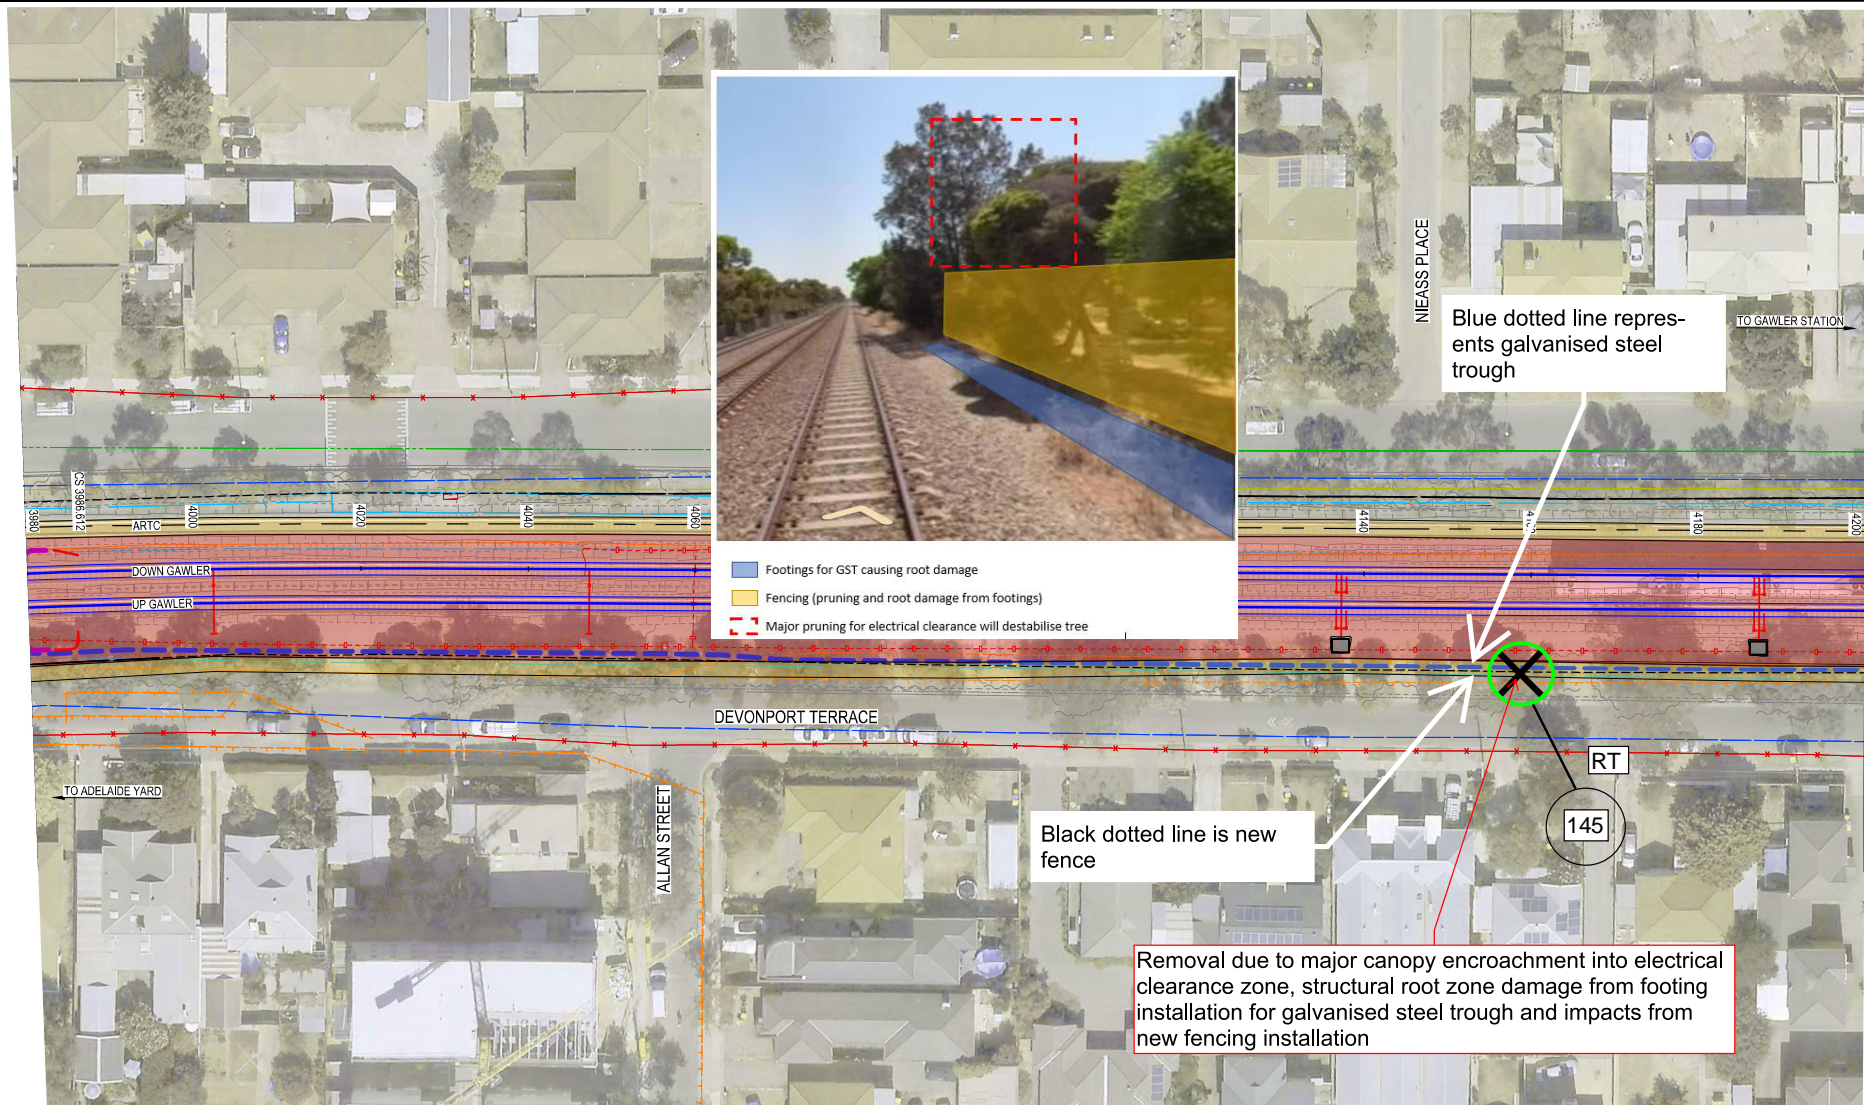 NIEASS PLACE
Blue dotted line repres-
ents galvanised steel
trough
TO GAWLER STATION
CS 3986.612
3980
4000
4020
4040
4060
4140
4180
4200
ARTC
DOWN GAWLER
UP GAWLER
Footings for GST causing root damage
Fencing (pruning and root damage from footings)
Major pruning for electrical clearance will destabilise tree
DEVONPORT TERRACE
TO ADELAIDE YARD
ALLAN STREET
RT
145
Black dotted line is new
fence
Removal due to major canopy encroachment into electrical
clearance zone, structural root zone damage from footing
installation for galvanised steel trough and impacts from
new fencing installation